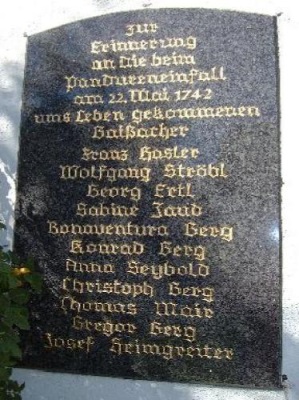 Zur
Erinnerung
an die beim
Pandureneinfall
am 22. Mai 1742
ums Leben gekommenen
Gaißacher
Franz Hasler
Wolfgang Ströbl
Georg Ertl
Sabine Jaud
Bonaventura Berg
Konrad Berg
Anna Seybold
Christoph Berg
Thomas Mair
Gregor Berg
Josef Heimgreiter